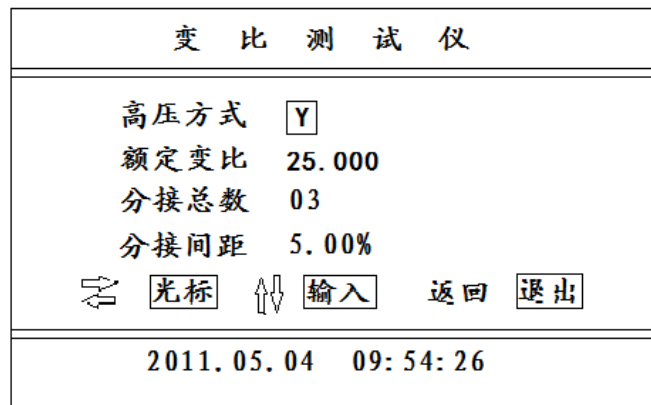 变 比 测 试 仪
高压方式 Y
额定变比 25.000
分接总数 03
分接间距 5.00%
光标 输入 返回 退出
2011.05.04 09:54:26